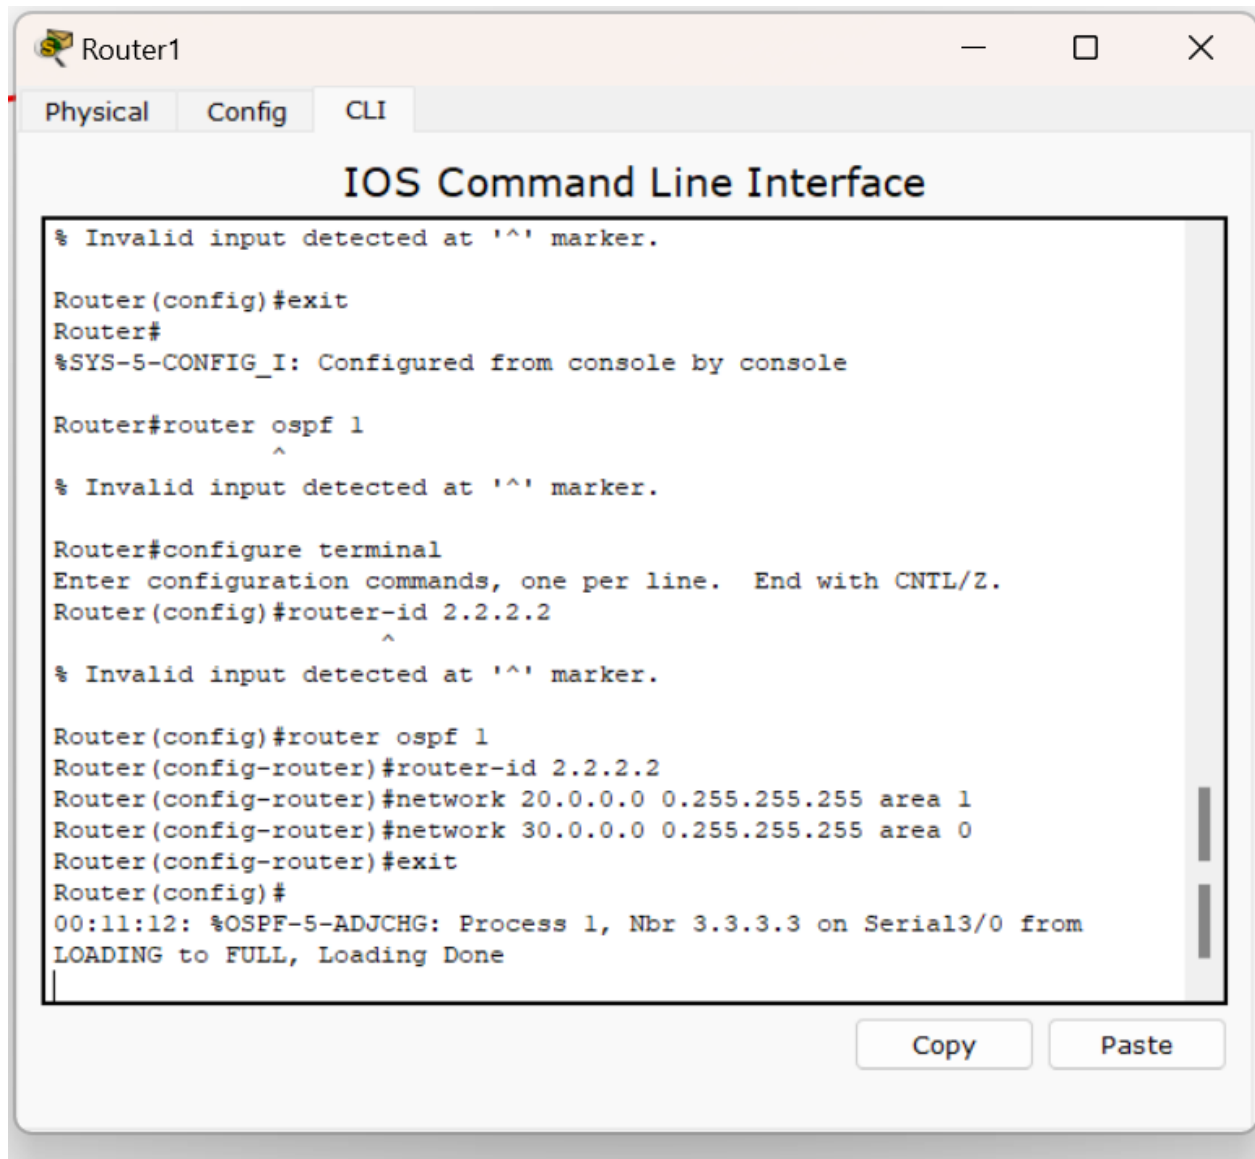 Router1
Physical Config CLI
IOS Command Line Interface
% Invalid input detected at '^' marker.
Router(config)#exit
Router#
%SYS-5-CONFIG_I: Configured from console by console
Router#router ospf 1
^
% Invalid input detected at '^' marker.
Router#configure terminal
Enter configuration commands, one per line.  End with CNTL/Z.
Router(config)#router-id 2.2.2.2
^
% Invalid input detected at '^' marker.
Router(config)#router ospf 1
Router(config-router)#router-id 2.2.2.2
Router(config-router)#network 20.0.0.0 0.255.255.255 area 1
Router(config-router)#network 30.0.0.0 0.255.255.255 area 0
Router(config-router)#exit
Router(config)#
00:11:12: %OSPF-5-ADJCHG: Process 1, Nbr 3.3.3.3 on Serial3/0 from
LOADING to FULL, Loading Done
Copy Paste